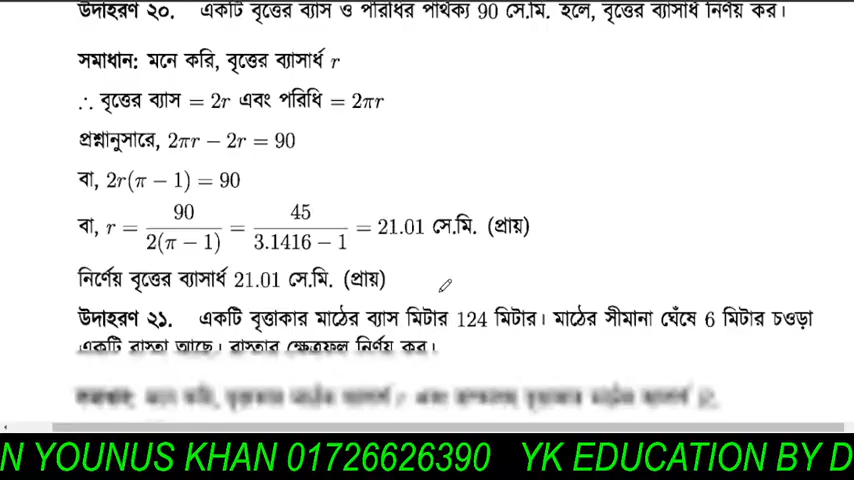 উদাহরণ ২০. একটি বৃত্তের ব্যাস ও পরিধির পার্থক্য 90 সে.মি. হলে, বৃত্তের ব্যাসার্ধ নির্ণয় কর।
সমাধান: মনে করি, বৃত্তের ব্যাসার্ধ r
∴ বৃত্তের ব্যাস = 2r এবং পরিধি = 2πr
প্রশ্নানুসারে, 2πr − 2r = 90
বা, 2r(π − 1) = 90
বা, r = 90 / 2(π − 1) = 45 / 3.1416 − 1 = 21.01 সে.মি. (প্রায়)
নির্ণেয় বৃত্তের ব্যাসার্ধ 21.01 সে.মি. (প্রায়)
উদাহরণ ২১. একটি বৃত্তাকার মাঠের ব্যাস মিটার 124 মিটার। মাঠের সীমানা ঘেঁষে 6 মিটার চওড়া
একটি রাস্তা আছে। রাস্তার ক্ষেত্রফল নির্ণয় কর।
N YOUNUS KHAN 01726626390 YK EDUCATION BY D